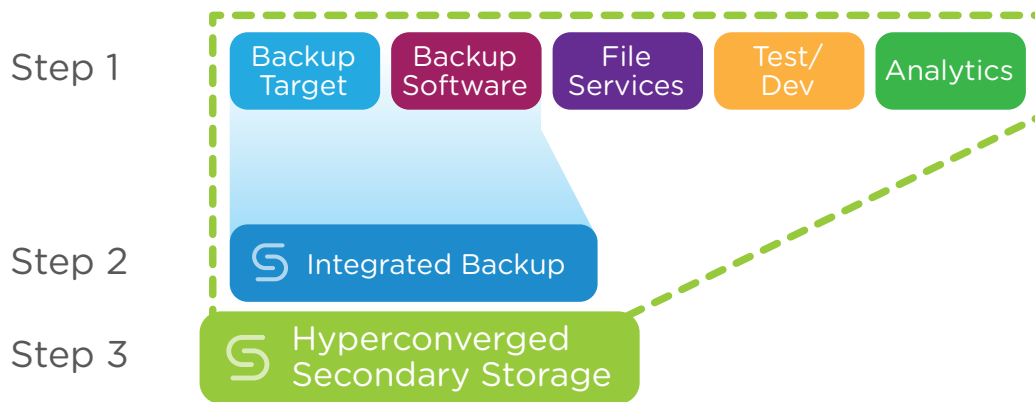 Step 1
Backup
Target
Backup
Software
File
Services
Test/
Dev
Analytics
Step 2
Integrated Backup
Step 3
Hyperconverged
Secondary Storage